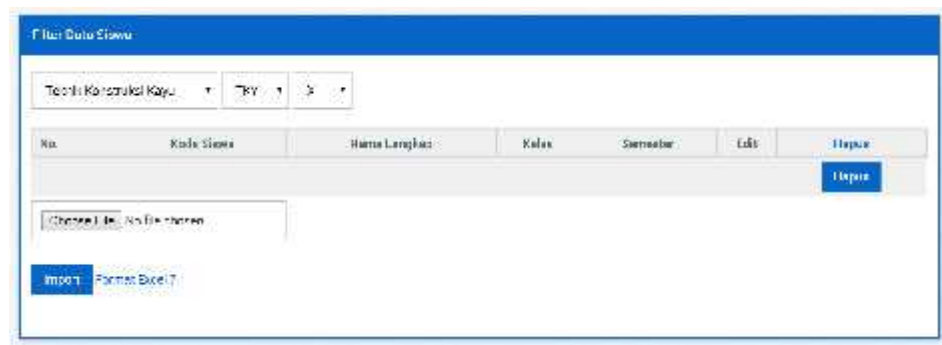 Filter Data Siswa
Teknik Konstruksi Kayu TKY X
No. Kode Siswa Nama Lengkap Kelas Semester Edit Hapus
Hapus
Choose File No file chosen
Import Format Excel ?